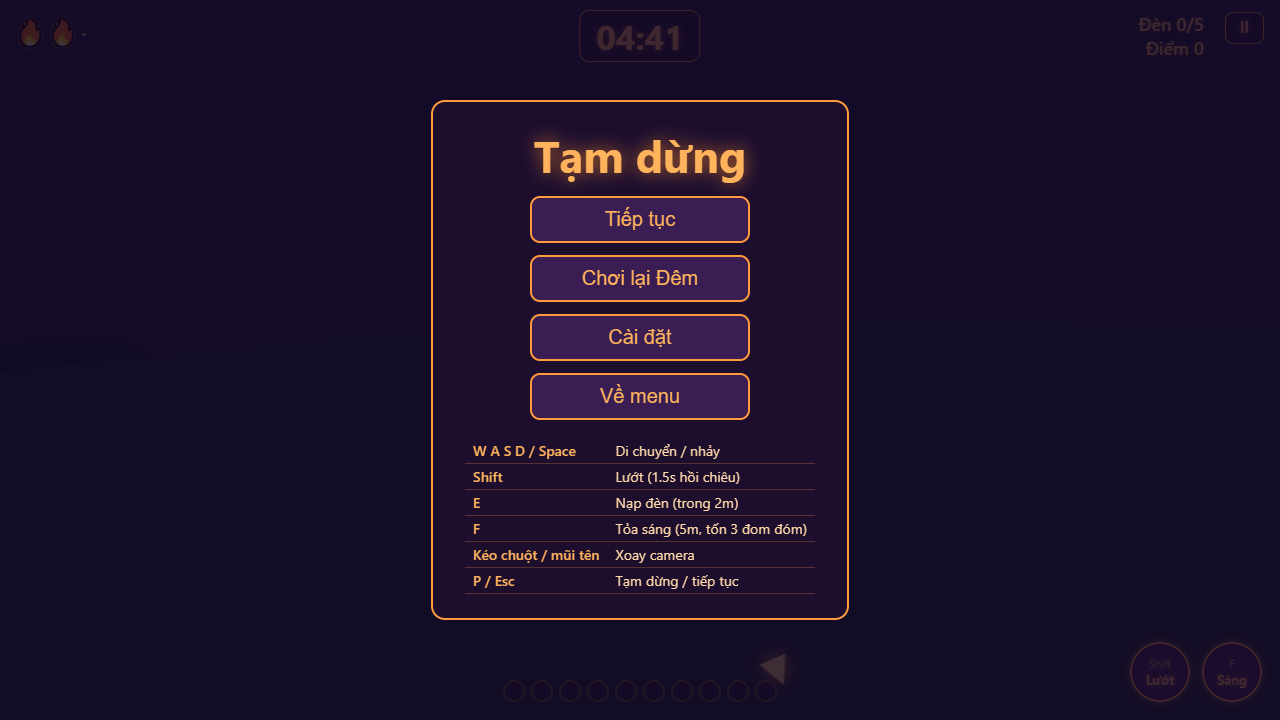 04:41
Đèn 0/5
Điểm 0
Tạm dừng
Tiếp tục
Chơi lại Đêm
Cài đặt
Về menu
W A S D / Space Di chuyển / nhảy
Shift Lướt (1.5s hồi chiêu)
E Nạp đèn (trong 2m)
F Tỏa sáng (5m, tốn 3 đom đóm)
Kéo chuột / mũi tên Xoay camera
P / Esc Tạm dừng / tiếp tục
Shift
Lướt
F
Sáng